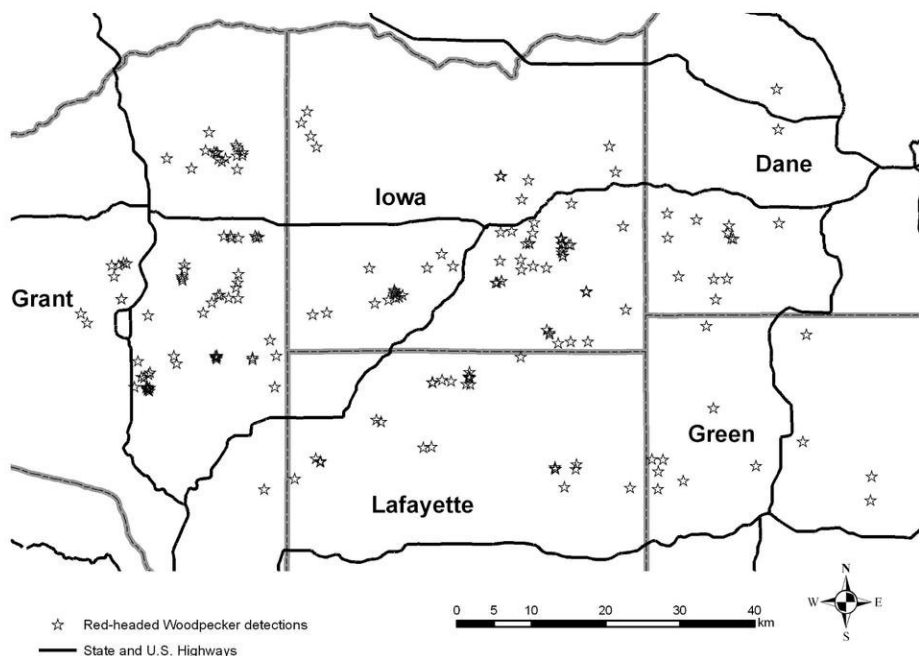 Dane
Iowa
Grant
Green
Lafayette
N
W E
S
Red-headed Woodpecker detections
State and U.S. Highways
0 5 10 20 30 40
km